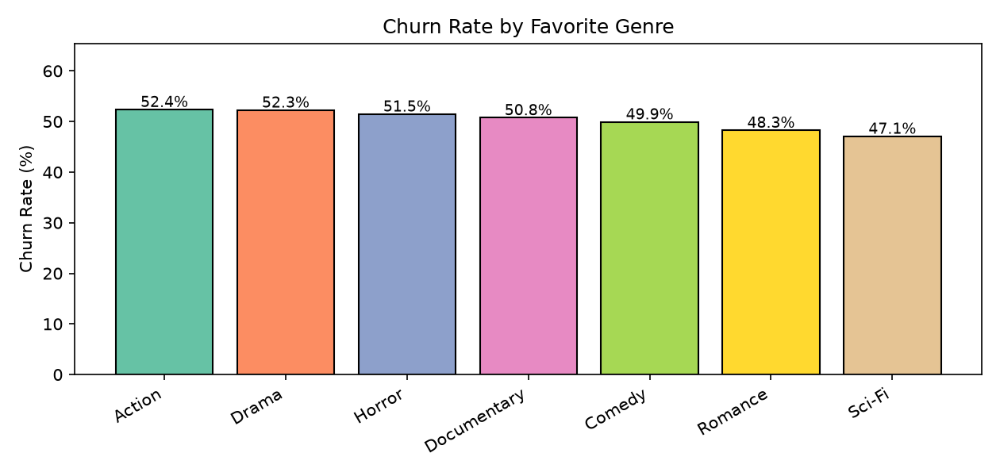 Churn Rate by Favorite Genre
Churn Rate (%)
60
50
40
30
20
10
0
52.4%
52.3%
51.5%
50.8%
49.9%
48.3%
47.1%
Action
Drama
Horror
Documentary
Comedy
Romance
Sci-Fi